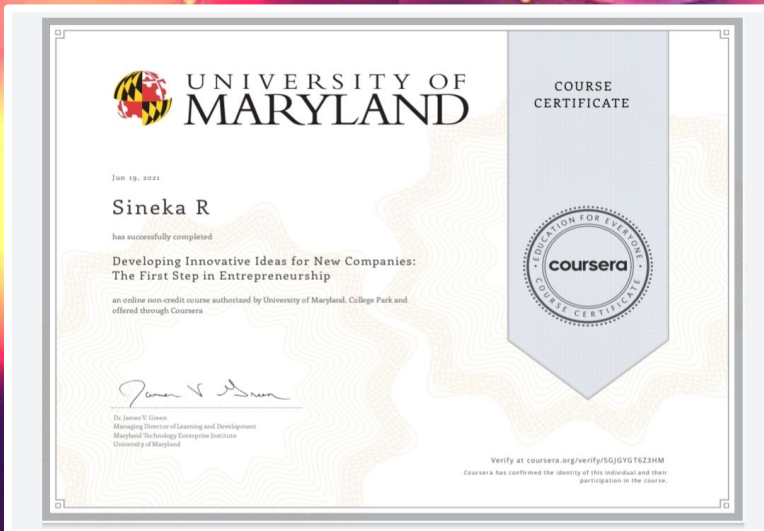 UNIVERSITY OF
MARYLAND
COURSE
CERTIFICATE
Jun 19, 2021
Sineka R
has successfully completed
Developing Innovative Ideas for New Companies:
The First Step in Entrepreneurship
an online non-credit course authorized by University of Maryland, College Park and
offered through Coursera
EDUCATION FOR EVERYONE
coursera
COURSE CERTIFICATE
James V Green
Dr. James V. Green
Managing Director of Learning and Development
Maryland Technology Enterprise Institute
University of Maryland
Verify at coursera.org/verify/5GJGYGT6Z3HM
Coursera has confirmed the identity of this individual and their
participation in the course.